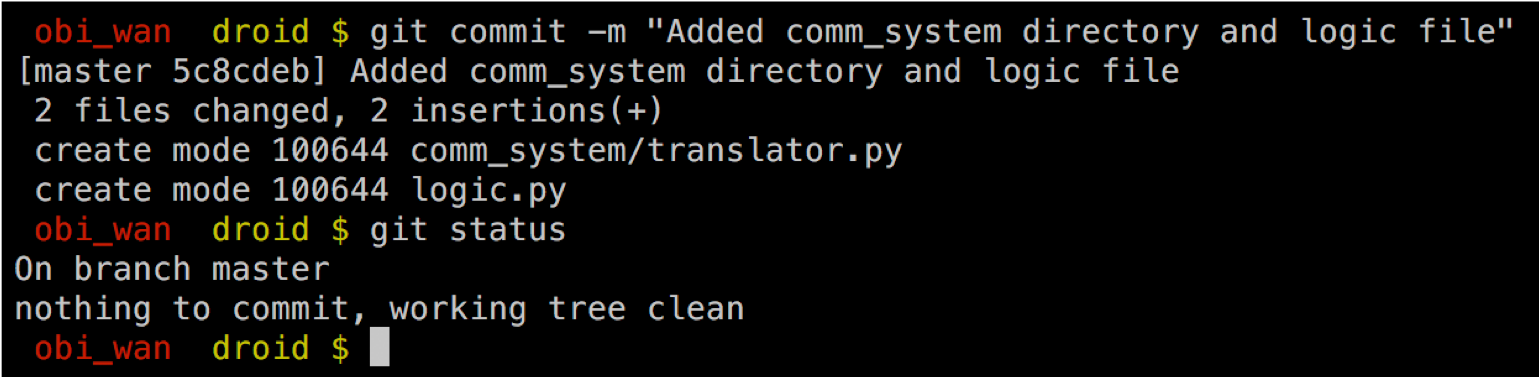 obi_wan  droid $ git commit -m "Added comm_system directory and logic file"
[master 5c8cdeb] Added comm_system directory and logic file
 2 files changed, 2 insertions(+)
 create mode 100644 comm_system/translator.py
 create mode 100644 logic.py
 obi_wan  droid $ git status
On branch master
nothing to commit, working tree clean
 obi_wan  droid $